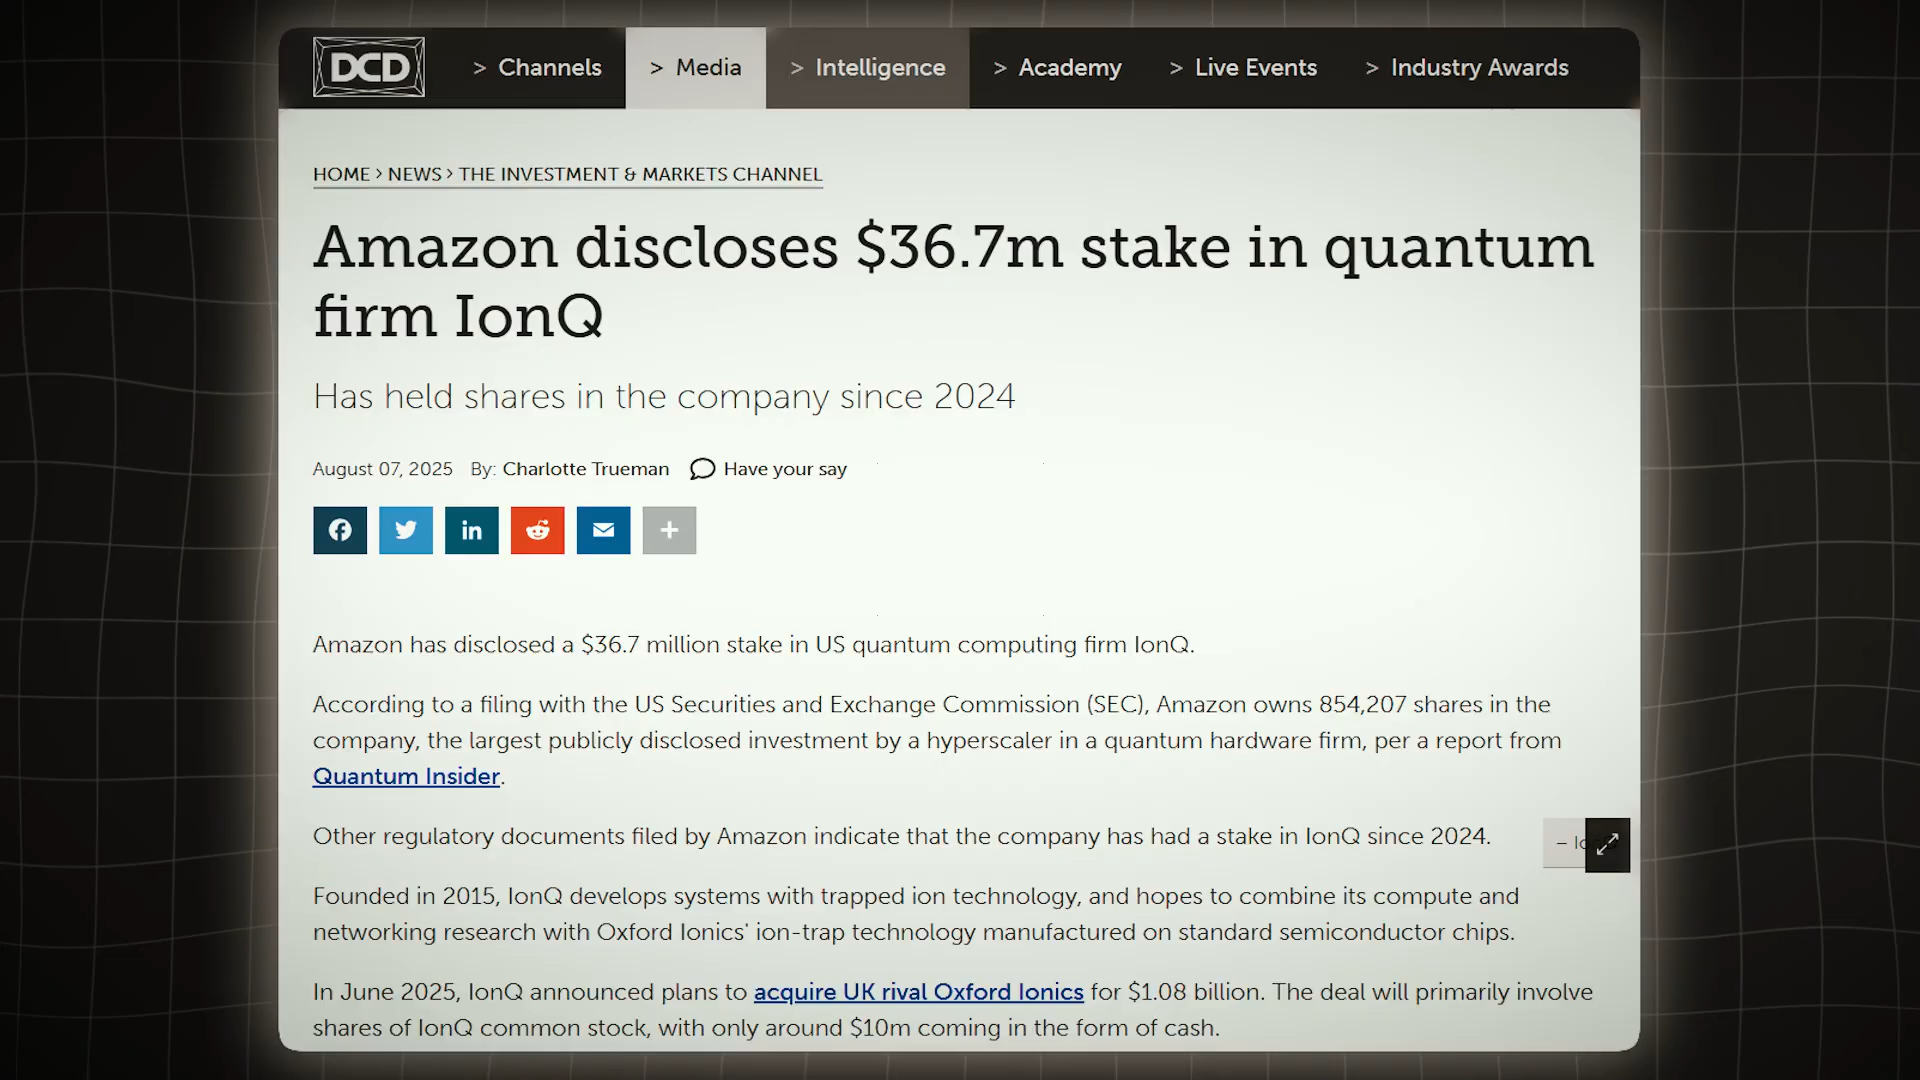 DCD > Channels > Media > Intelligence > Academy > Live Events > Industry Awards
HOME > NEWS > THE INVESTMENT & MARKETS CHANNEL
Amazon discloses $36.7m stake in quantum
firm IonQ
Has held shares in the company since 2024
August 07, 2025 By: Charlotte Trueman Have your say
Amazon has disclosed a $36.7 million stake in US quantum computing firm IonQ.
According to a filing with the US Securities and Exchange Commission (SEC), Amazon owns 854,207 shares in the
company, the largest publicly disclosed investment by a hyperscaler in a quantum hardware firm, per a report from
Quantum Insider.
Other regulatory documents filed by Amazon indicate that the company has had a stake in IonQ since 2024.
Founded in 2015, IonQ develops systems with trapped ion technology, and hopes to combine its compute and
networking research with Oxford Ionics' ion-trap technology manufactured on standard semiconductor chips.
In June 2025, IonQ announced plans to acquire UK rival Oxford Ionics for $1.08 billion. The deal will primarily involve
shares of IonQ common stock, with only around $10m coming in the form of cash.